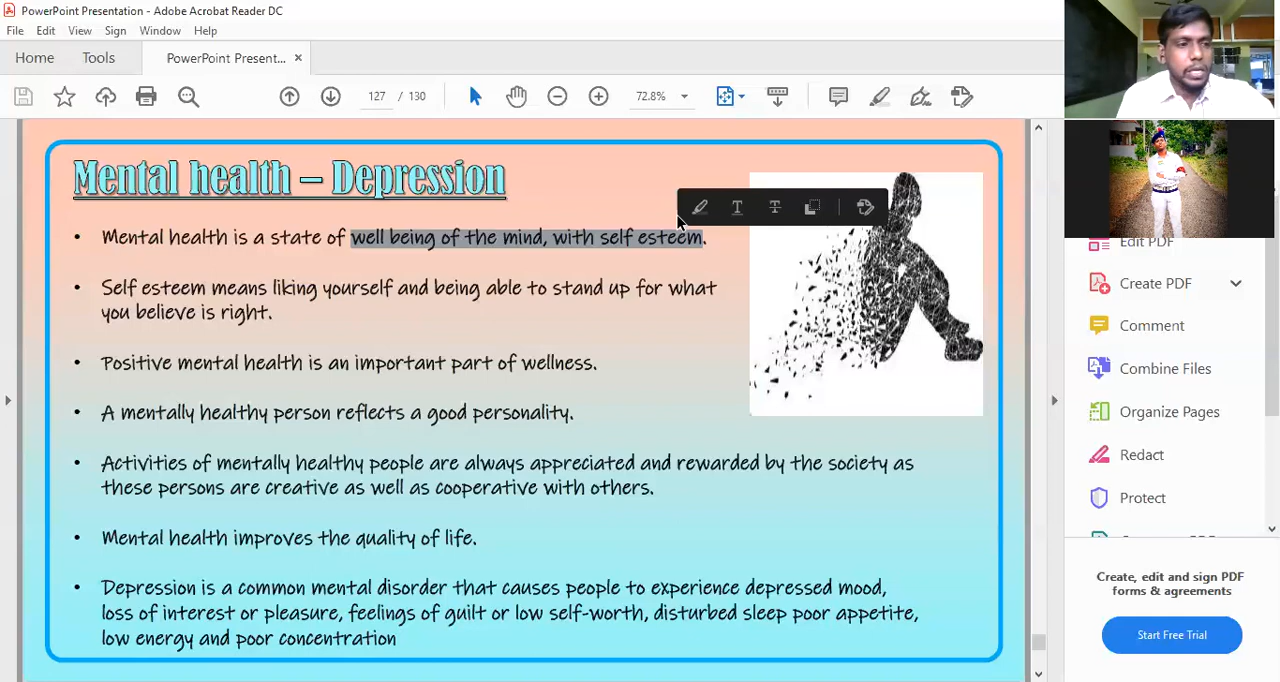 PowerPoint Presentation - Adobe Acrobat Reader DC
File Edit View Sign Window Help
Home Tools PowerPoint Present... ×
127 / 130 72.8%
Mental health – Depression
• Mental health is a state of well being of the mind, with self esteem.
• Self esteem means liking yourself and being able to stand up for what
you believe is right.
• Positive mental health is an important part of wellness.
• A mentally healthy person reflects a good personality.
• Activities of mentally healthy people are always appreciated and rewarded by the society as
these persons are creative as well as cooperative with others.
• Mental health improves the quality of life.
• Depression is a common mental disorder that causes people to experience depressed mood,
loss of interest or pleasure, feelings of guilt or low self-worth, disturbed sleep poor appetite,
low energy and poor concentration
Edit PDF
Create PDF
Comment
Combine Files
Organize Pages
Redact
Protect
Create, edit and sign PDF
forms & agreements
Start Free Trial